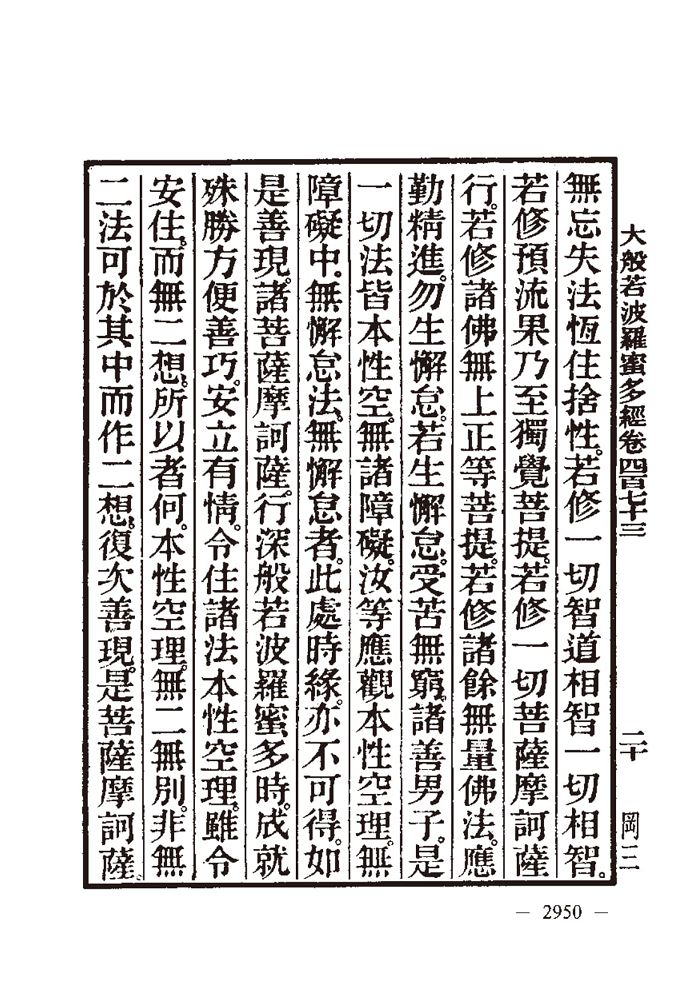 大般若波羅蜜多經卷四百七十三 二十 岡三
無忘失法恆住捨性。若修一切智道相智一切相智。
若修預流果乃至獨覺菩提。若修一切菩薩摩訶薩
行。若修諸佛無上正等菩提。若修諸餘無量佛法。應
勤精進。勿生懈怠。若生懈怠。受苦無窮。諸善男子。是
一切法皆本性空。無諸障礙。汝等應觀本性空理。無
障礙中。無懈怠法。無懈怠者。此處時緣。亦不可得。如
是善現。諸菩薩摩訶薩。行深般若波羅蜜多時。成就
殊勝方便善巧。安立有情。令住諸法本性空理。雖令
安住。而無二想。所以者何。本性空理。無二無別。非無
二法可於其中而作二想。復次善現。是菩薩摩訶薩。
— 2950 —